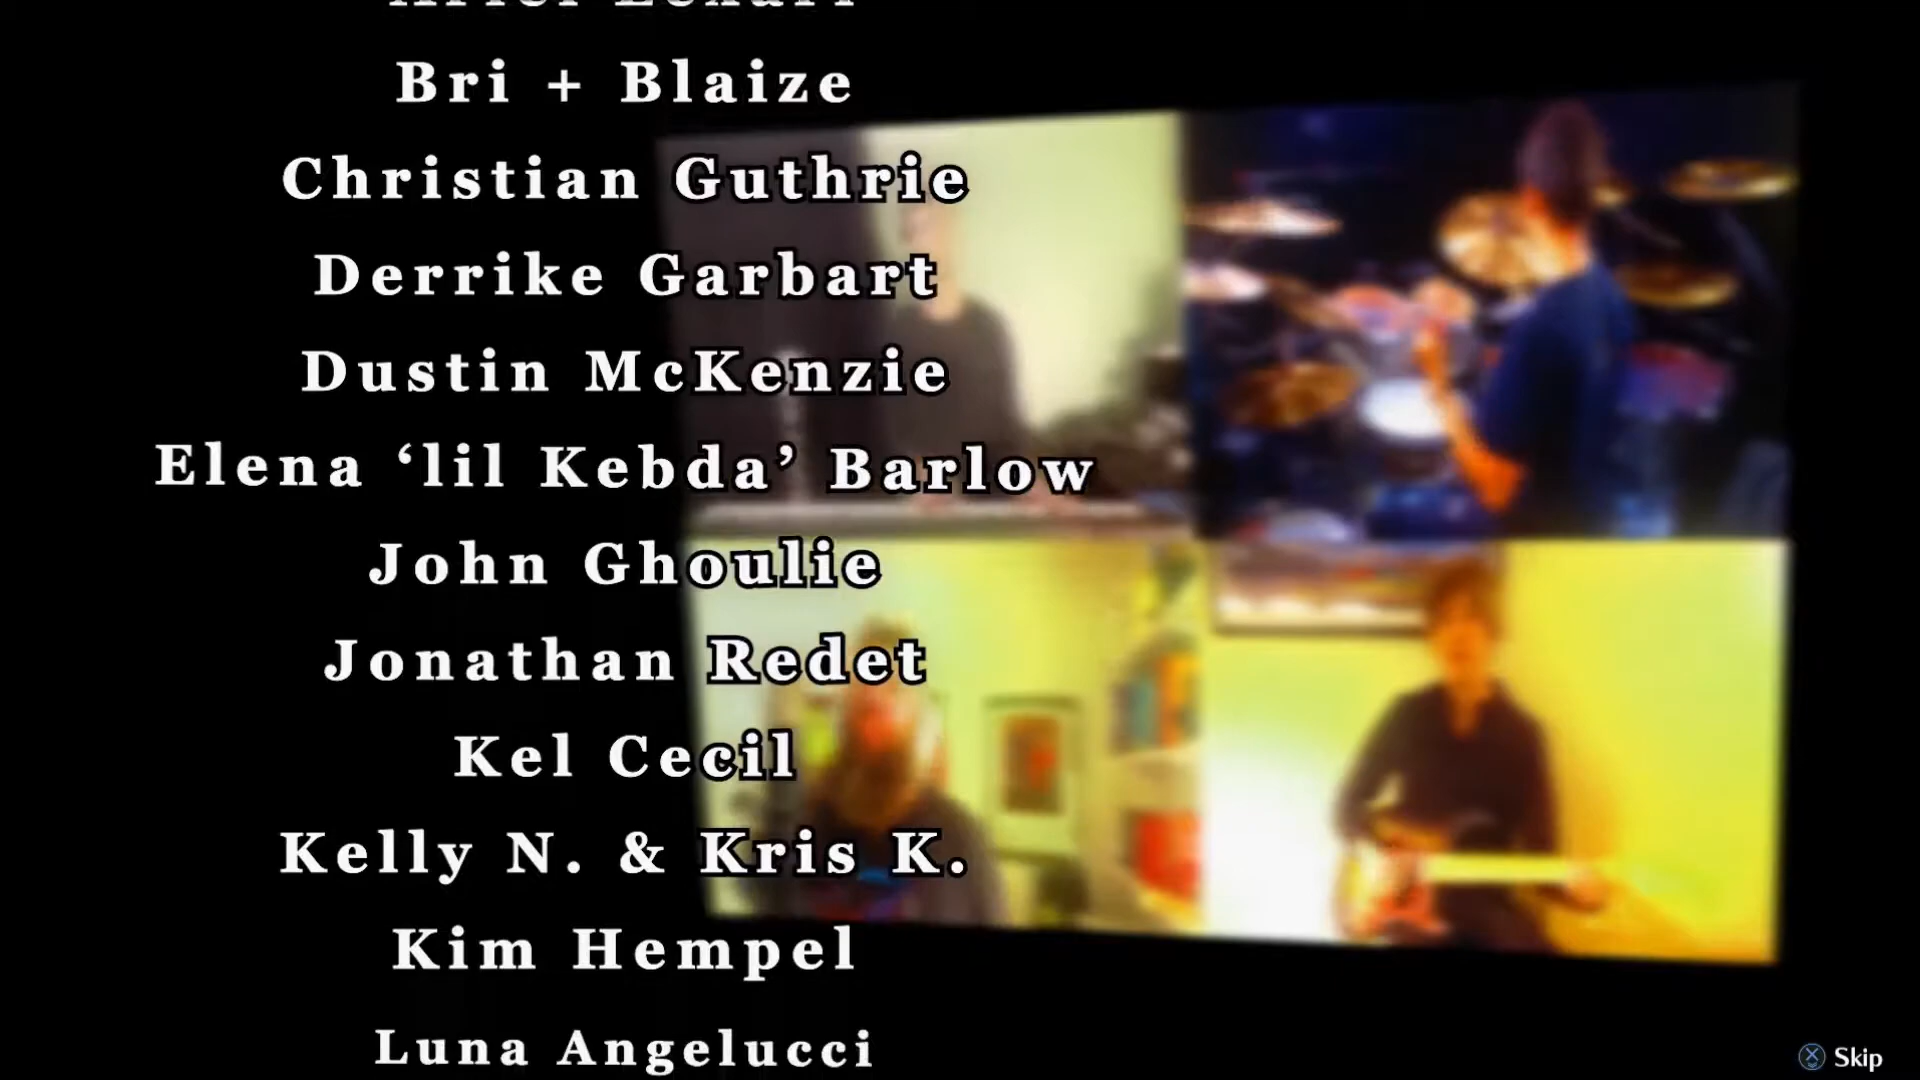 Bri + Blaize
Christian Guthrie
Derrike Garbart
Dustin McKenzie
Elena ‘lil Kebda’ Barlow
John Ghoulie
Jonathan Redet
Kel Cecil
Kelly N. & Kris K.
Kim Hempel
Luna Angelucci
Skip